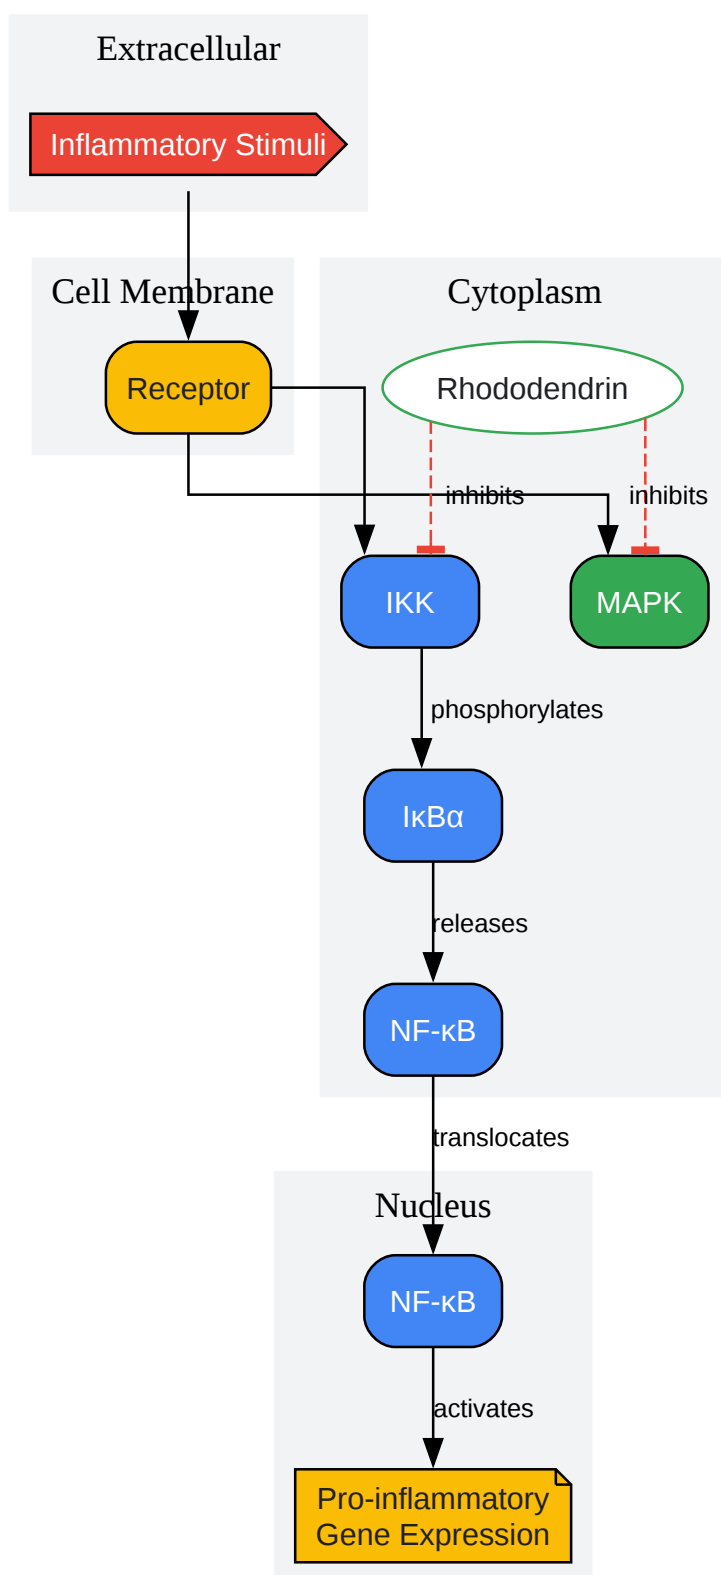 Extracellular
Inflammatory Stimuli
Cell Membrane
Cytoplasm
Receptor
Rhododendrin
inhibits
inhibits
IKK
MAPK
phosphorylates
IκBα
releases
NF-κB
translocates
Nucleus
NF-κB
activates
Pro-inflammatory
Gene Expression